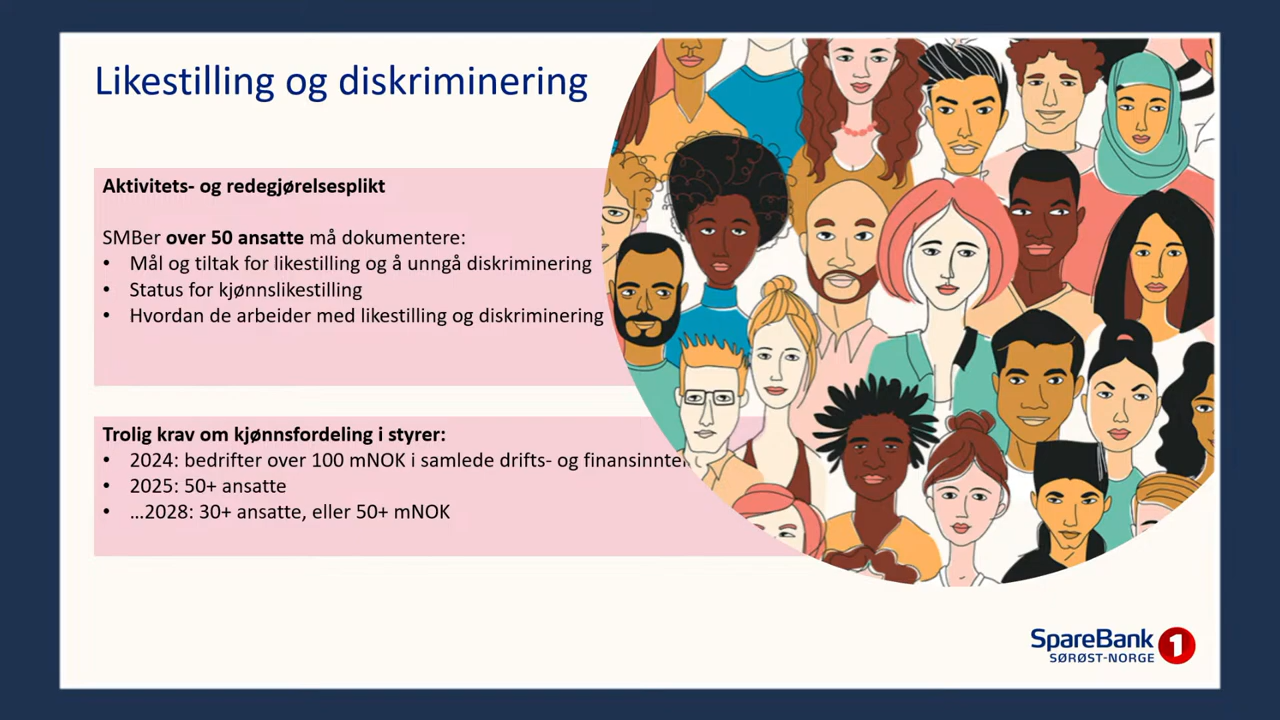 Likestilling og diskriminering
Aktivitets- og redegjørelsesplikt
SMBer over 50 ansatte må dokumentere:
• Mål og tiltak for likestilling og å unngå diskriminering
• Status for kjønnslikestilling
• Hvordan de arbeider med likestilling og diskriminering
Trolig krav om kjønnsfordeling i styrer:
• 2024: bedrifter over 100 mNOK i samlede drifts- og
• 2025: 50+ ansatte
• …2028: 30+ ansatte, eller 50+ mNOK
SpareBank 1
SØRØST-NORGE